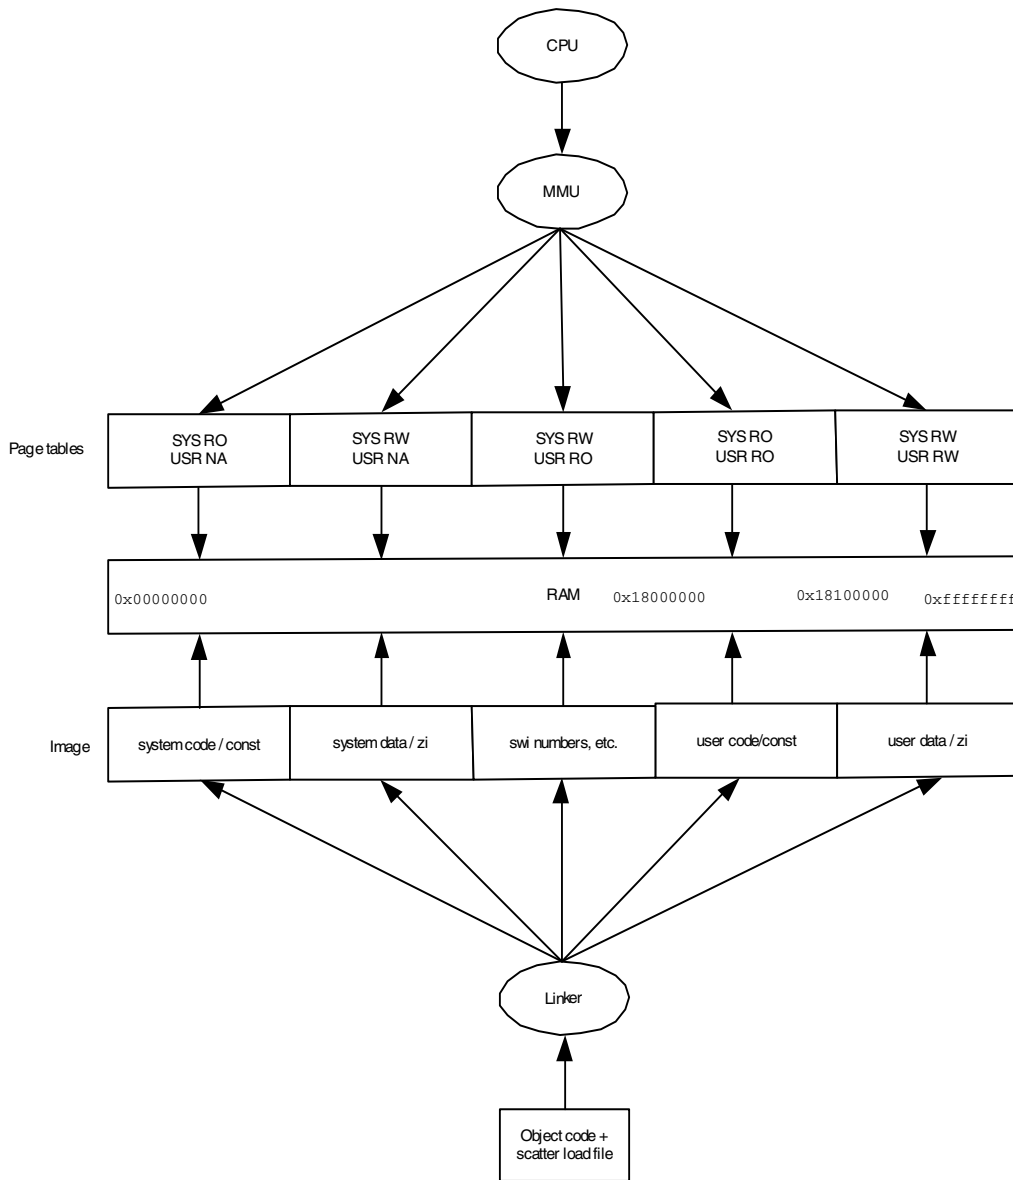 CPU
MMU
Page tables
SYS RO
USR NA
SYS RW
USR NA
SYS RW
USR RO
SYS RO
USR RO
SYS RW
USR RW
0x00000000
RAM
0x18000000
0x18100000
0xffffffff
Image
system code / const
system data / zi
swi numbers, etc.
user code/const
user data / zi
Linker
Object code +
scatter load file